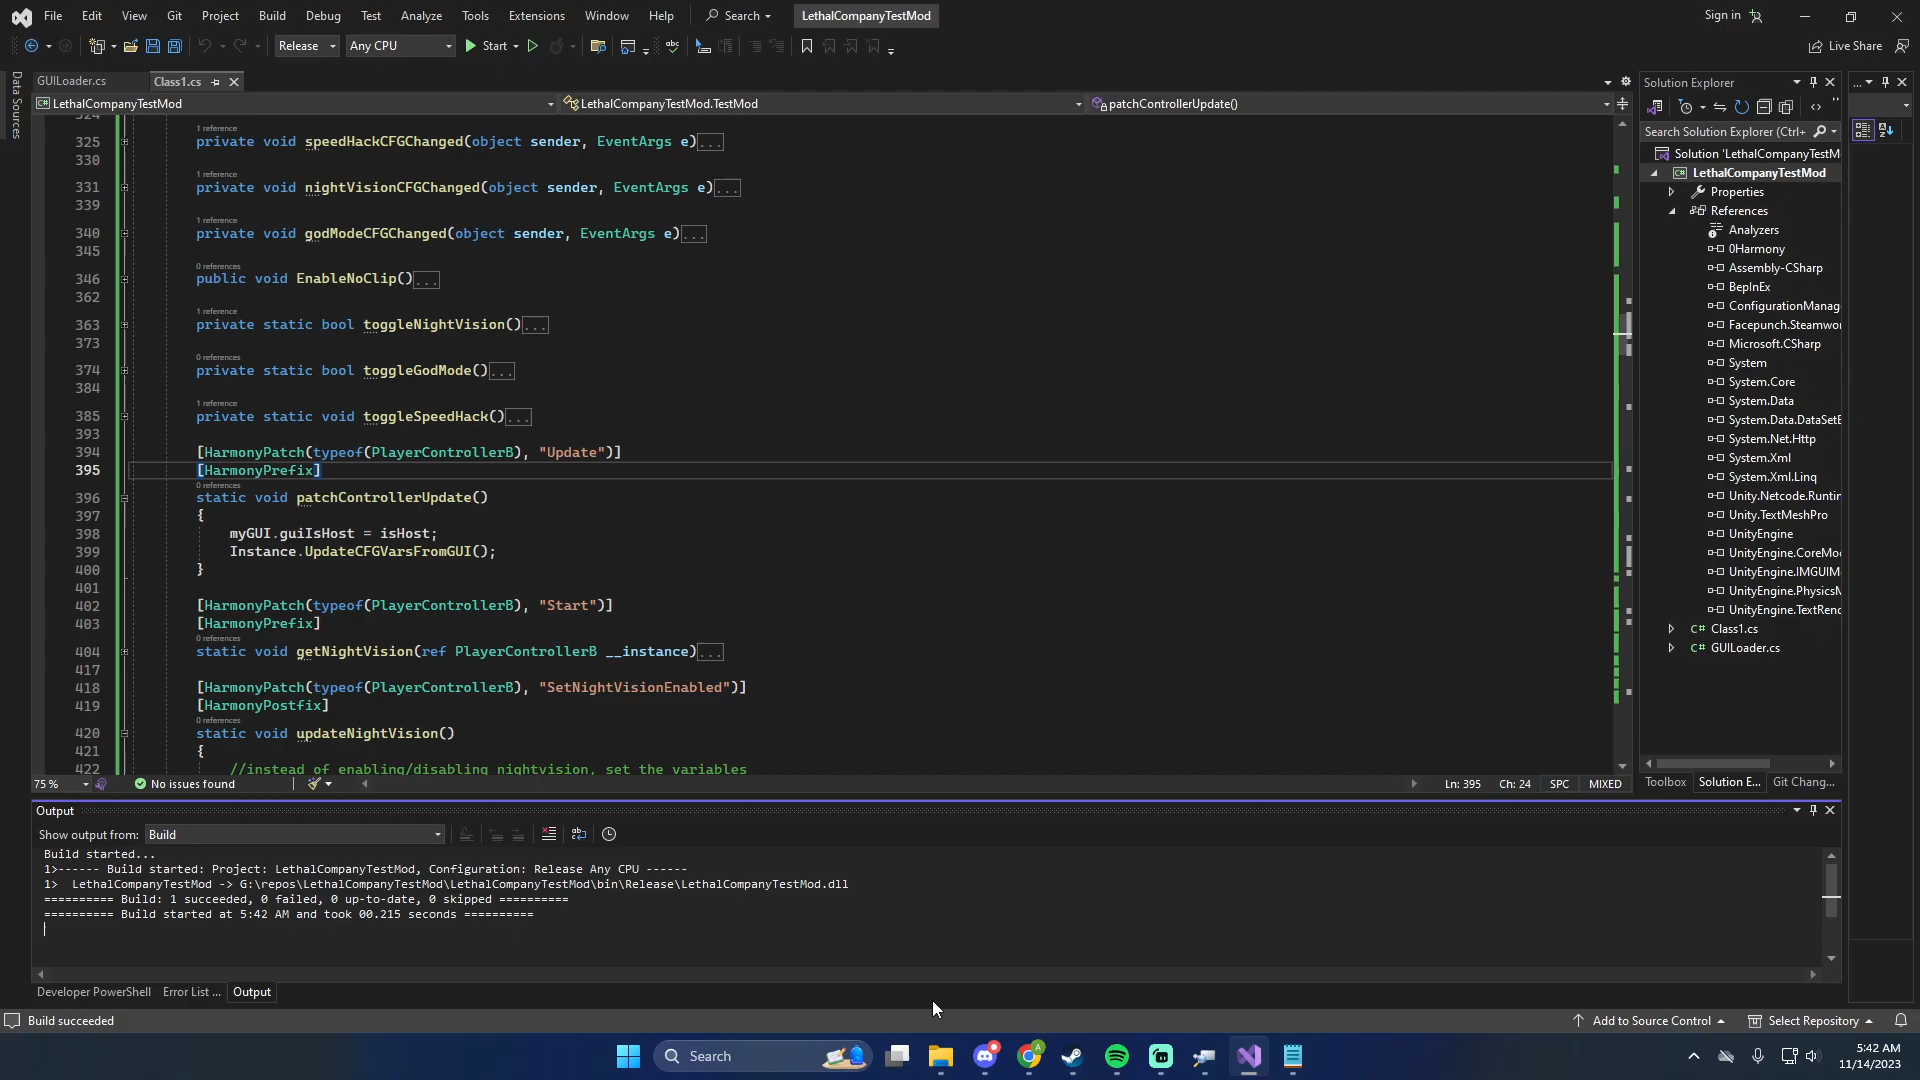 File Edit View Git Project Build Debug Test Analyze Tools Extensions Window Help Search LethalCompanyTestMod Sign in
Release Any CPU Start Live Share
Data Sources
GUILoader.cs Class1.cs
LethalCompanyTestMod LethalCompanyTestMod.TestMod patchControllerUpdate()
324
1 reference
325 private void speedHackCFGChanged(object sender, EventArgs e)...
330
1 reference
331 private void nightVisionCFGChanged(object sender, EventArgs e)...
339
1 reference
340 private void godModeCFGChanged(object sender, EventArgs e)...
345
0 references
346 public void EnableNoClip()...
362
1 reference
363 private static bool toggleNightVision()...
373
0 references
374 private static bool toggleGodMode()...
384
1 reference
385 private static void toggleSpeedHack()...
393
394 [HarmonyPatch(typeof(PlayerControllerB), "Update")]
395 [HarmonyPrefix]
0 references
396 static void patchControllerUpdate()
397 {
398 myGUI.guiIsHost = isHost;
399 Instance.UpdateCFGVarsFromGUI();
400 }
401
402 [HarmonyPatch(typeof(PlayerControllerB), "Start")]
403 [HarmonyPrefix]
0 references
404 static void getNightVision(ref PlayerControllerB __instance)...
417
418 [HarmonyPatch(typeof(PlayerControllerB), "SetNightVisionEnabled")]
419 [HarmonyPostfix]
0 references
420 static void updateNightVision()
421 {
422 //instead of enabling/disabling nightvision, set the variables
75 % No issues found Ln: 395 Ch: 24 SPC MIXED
Solution Explorer
Search Solution Explorer (Ctrl+
Solution 'LethalCompanyTestM
LethalCompanyTestMod
Properties
References
Analyzers
0Harmony
Assembly-CSharp
BepInEx
ConfigurationManag
Facepunch.Steamwo
Microsoft.CSharp
System
System.Core
System.Data
System.Data.DataSetE
System.Net.Http
System.Xml
System.Xml.Linq
Unity.Netcode.Runtin
Unity.TextMeshPro
UnityEngine
UnityEngine.CoreMod
UnityEngine.IMGUIM
UnityEngine.PhysicsM
UnityEngine.TextRend
Class1.cs
GUILoader.cs
Toolbox Solution E... Git Chang...
Output
Show output from: Build
Build started...
1>------ Build started: Project: LethalCompanyTestMod, Configuration: Release Any CPU ------
1> LethalCompanyTestMod -> G:\repos\LethalCompanyTestMod\LethalCompanyTestMod\bin\Release\LethalCompanyTestMod.dll
========== Build: 1 succeeded, 0 failed, 0 up-to-date, 0 skipped ==========
========== Build started at 5:42 AM and took 00.215 seconds ==========
Developer PowerShell Error List ... Output
Build succeeded Add to Source Control Select Repository
Search
5:42 AM
11/14/2023